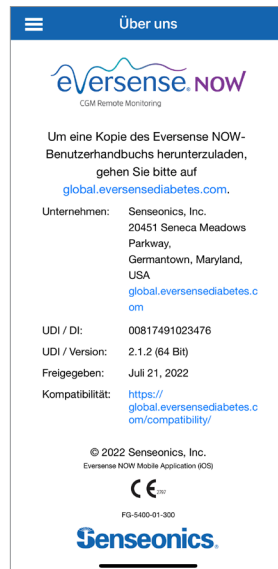 Über uns
eversense. NOW
CGM Remote Monitoring
Um eine Kopie des Eversense NOW-
Benutzerhandbuchs herunterzuladen,
gehen Sie bitte auf
global.eversensediabetes.com.
Unternehmen: Senseonics, Inc.
20451 Seneca Meadows
Parkway,
Germantown, Maryland,
USA
global.eversensediabetes.c
om
UDI / DI: 00817491023476
UDI / Version: 2.1.2 (64 Bit)
Freigegeben: Juli 21, 2022
Kompatibilität: https://
global.eversensediabetes.c
om/compatibility/
© 2022 Senseonics, Inc.
Eversense NOW Mobile Application (iOS)
CE 2797
FG-5400-01-300
Senseonics.